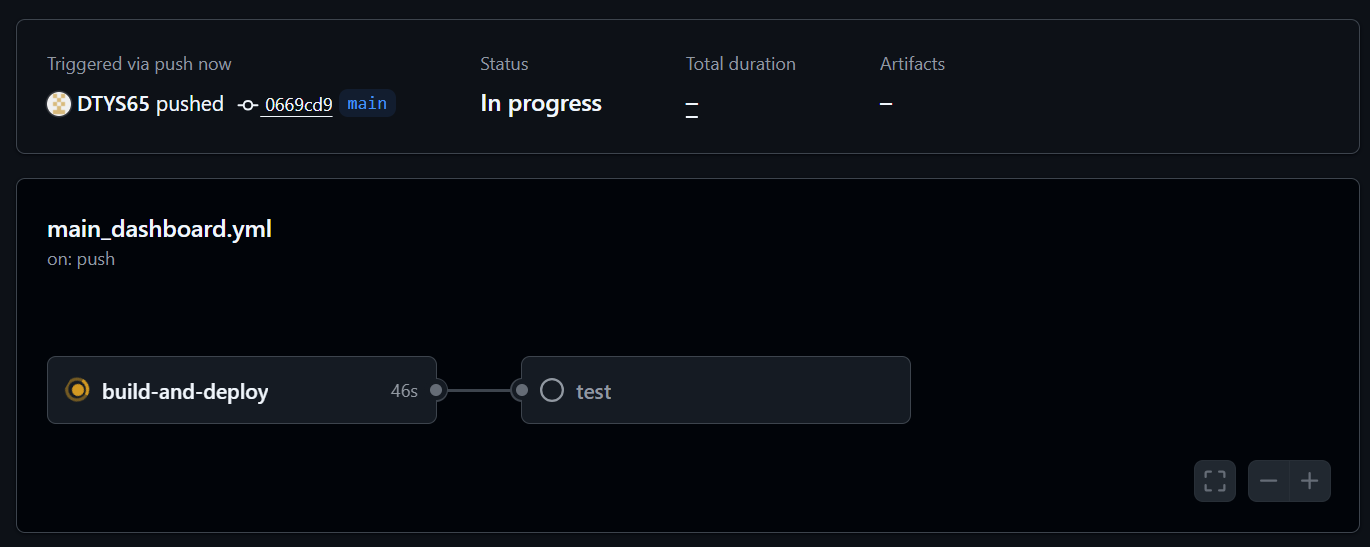 Triggered via push now
Status
Total duration
Artifacts
DTYS65 pushed 0669cd9 main
In progress
–
–
main_dashboard.yml
on: push
build-and-deploy
46s
test